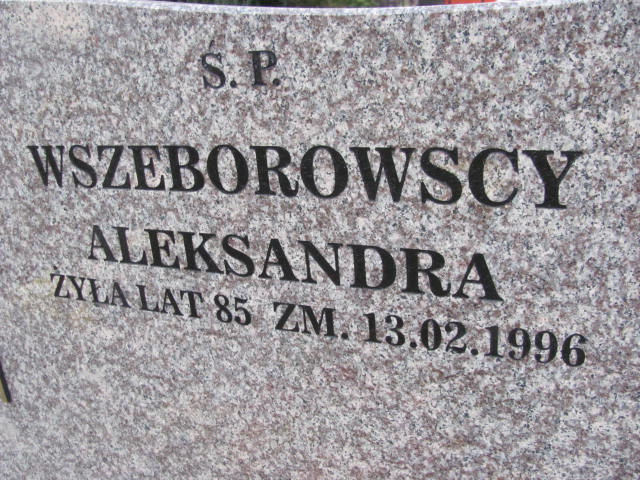 S. P.
WSZEBOROWSCY
ALEKSANDRA
ZYŁA LAT 85 ZM. 13.02.1996